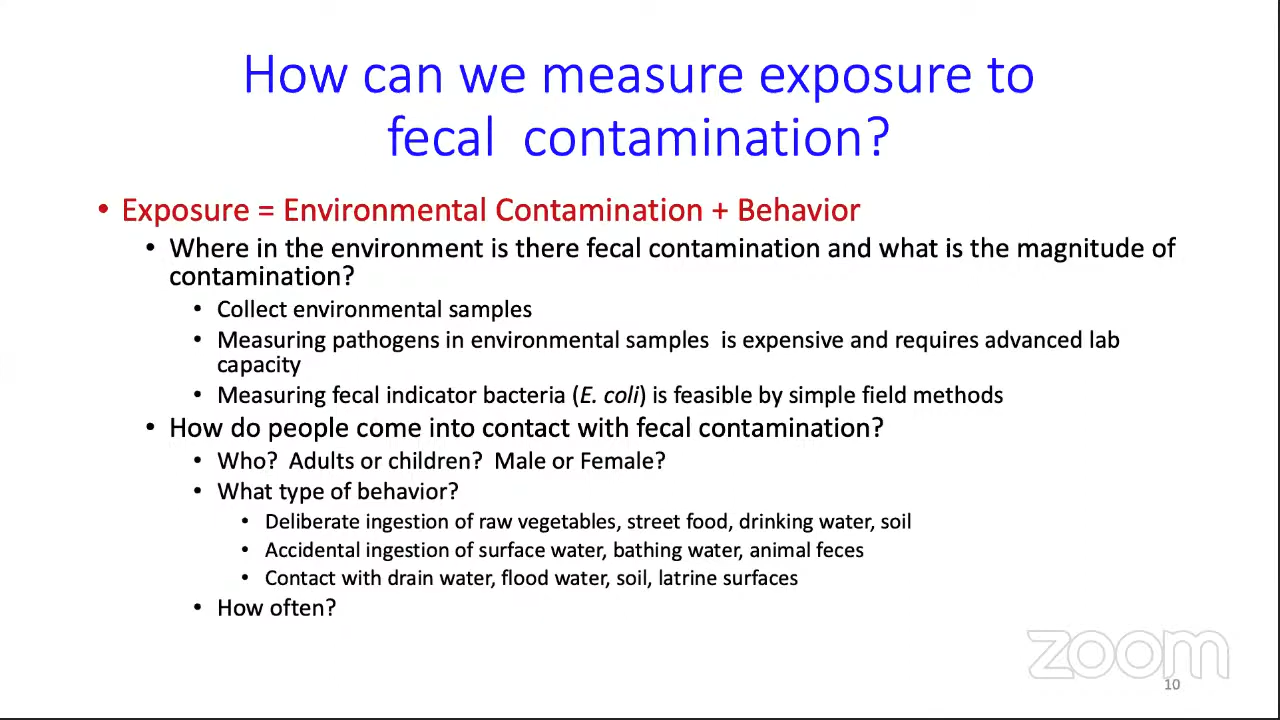 How can we measure exposure to
fecal contamination?
• Exposure = Environmental Contamination + Behavior
• Where in the environment is there fecal contamination and what is the magnitude of
contamination?
• Collect environmental samples
• Measuring pathogens in environmental samples is expensive and requires advanced lab
capacity
• Measuring fecal indicator bacteria (E. coli) is feasible by simple field methods
• How do people come into contact with fecal contamination?
• Who? Adults or children? Male or Female?
• What type of behavior?
• Deliberate ingestion of raw vegetables, street food, drinking water, soil
• Accidental ingestion of surface water, bathing water, animal feces
• Contact with drain water, flood water, soil, latrine surfaces
• How often?
zoom
10